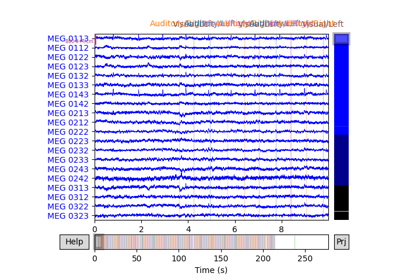 MEG 0113
MEG 0112
MEG 0122
MEG 0123
MEG 0132
MEG 0133
MEG 0143
MEG 0142
MEG 0213
MEG 0212
MEG 0222
MEG 0223
MEG 0232
MEG 0233
MEG 0243
MEG 0242
MEG 0313
MEG 0312
MEG 0322
MEG 0323
0 2 4 6 8
Help Prj
0 50 100 150 200 250
Time (s)